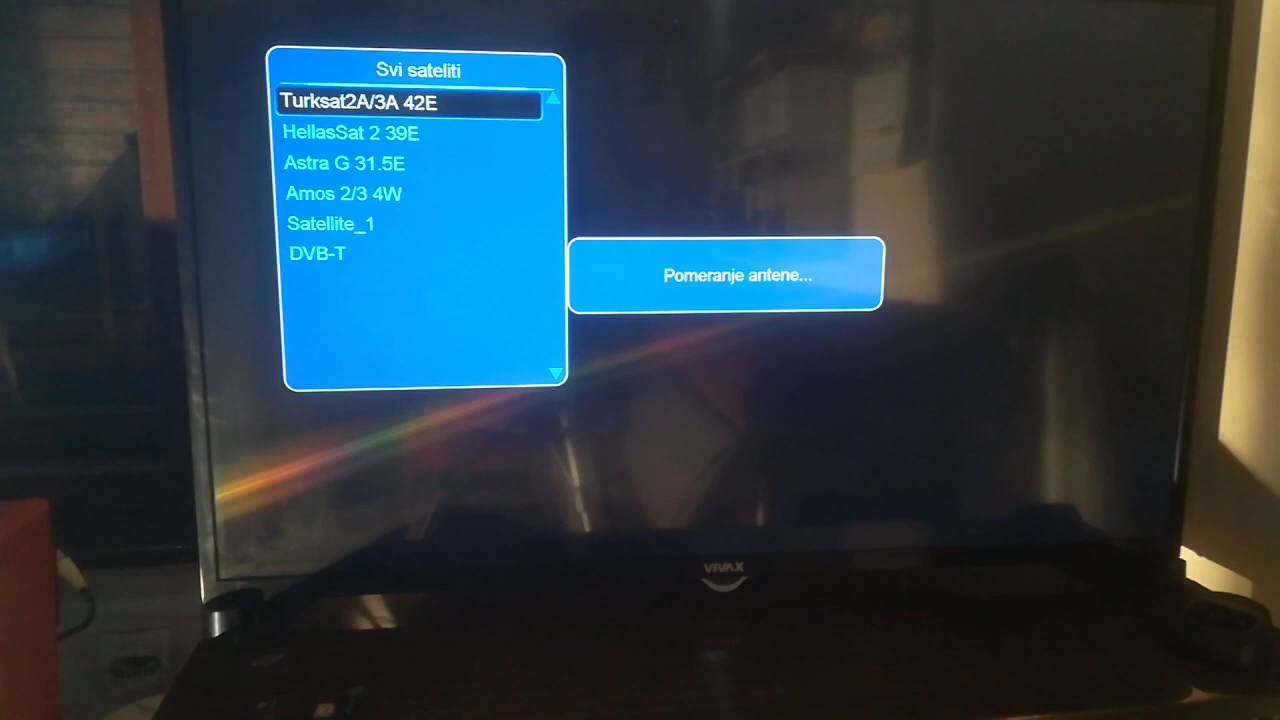 Svi sateliti
Turksat2A/3A 42E
HellasSat 2 39E
Astra G 31.5E
Amos 2/3 4W
Satellite_1
DVB-T
Pomeranje antene...
VIVAX